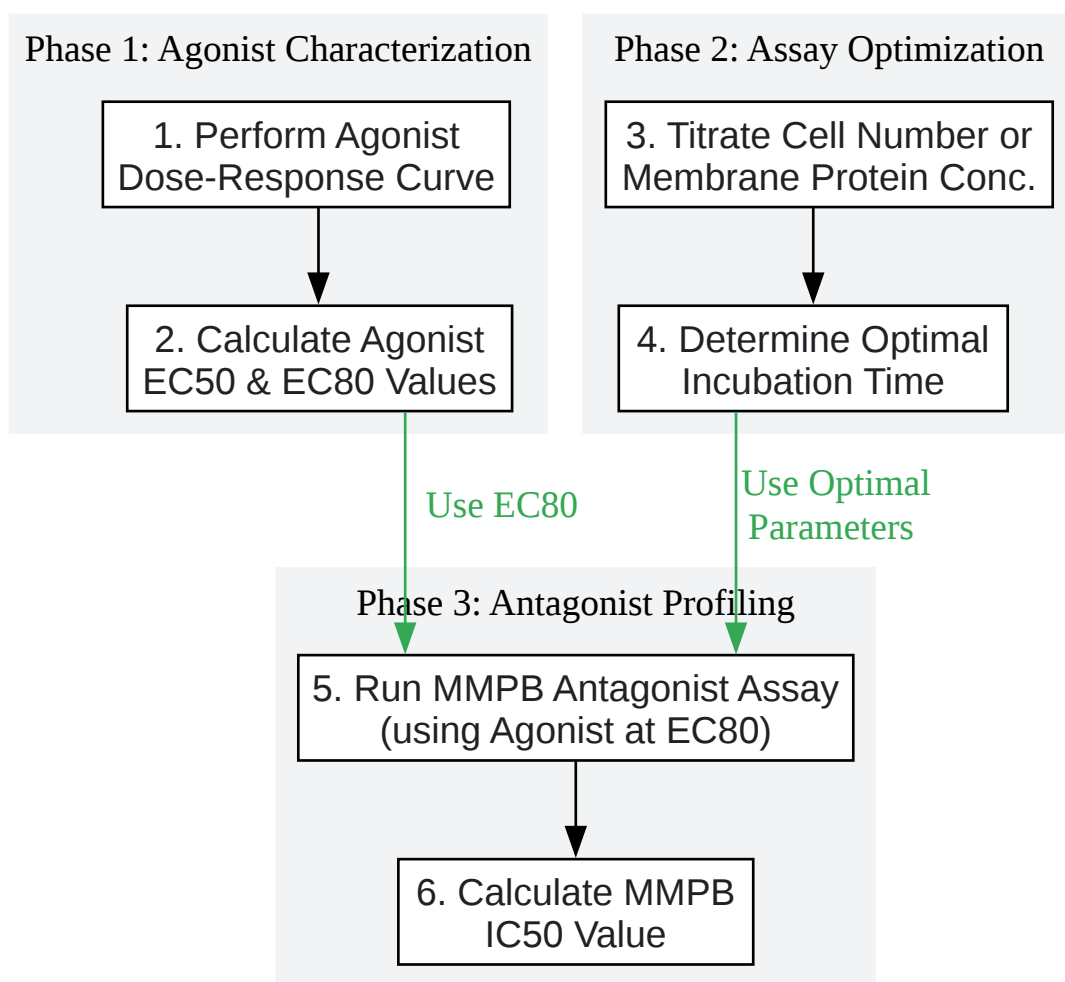 Phase 1: Agonist Characterization
1. Perform Agonist
Dose-Response Curve
2. Calculate Agonist
EC50 & EC80 Values
Phase 2: Assay Optimization
3. Titrate Cell Number or
Membrane Protein Conc.
4. Determine Optimal
Incubation Time
Use EC80
Use Optimal
Parameters
Phase 3: Antagonist Profiling
5. Run MMPB Antagonist Assay
(using Agonist at EC80)
6. Calculate MMPB
IC50 Value